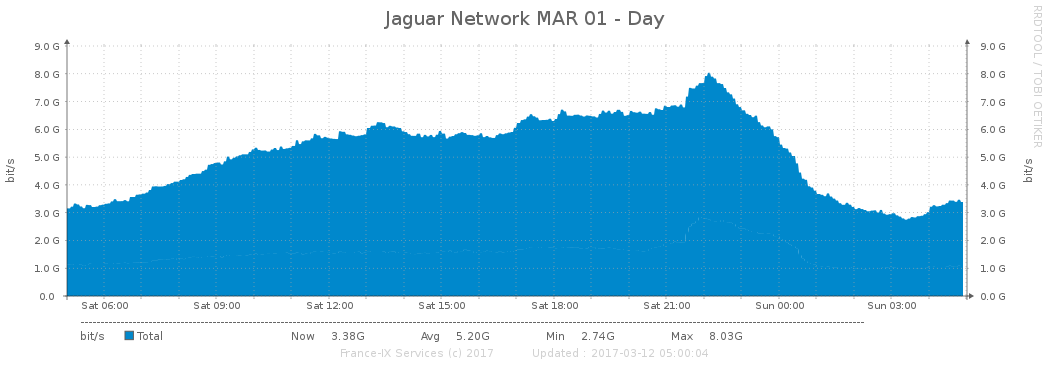 Jaguar Network MAR 01 - Day
RRDTOOL / TOBI OETIKER
bit/s
9.0 G 9.0 G
8.0 G 8.0 G
7.0 G 7.0 G
6.0 G 6.0 G
5.0 G 5.0 G
4.0 G 4.0 G
3.0 G 3.0 G
2.0 G 2.0 G
1.0 G 1.0 G
0.0 0.0 G
bit/s
Sat 06:00 Sat 09:00 Sat 12:00 Sat 15:00 Sat 18:00 Sat 21:00 Sun 00:00 Sun 03:00
bit/s Total Now 3.38G Avg 5.20G Min 2.74G Max 8.03G
France-IX Services (c) 2017 Updated : 2017-03-12 05:00:04